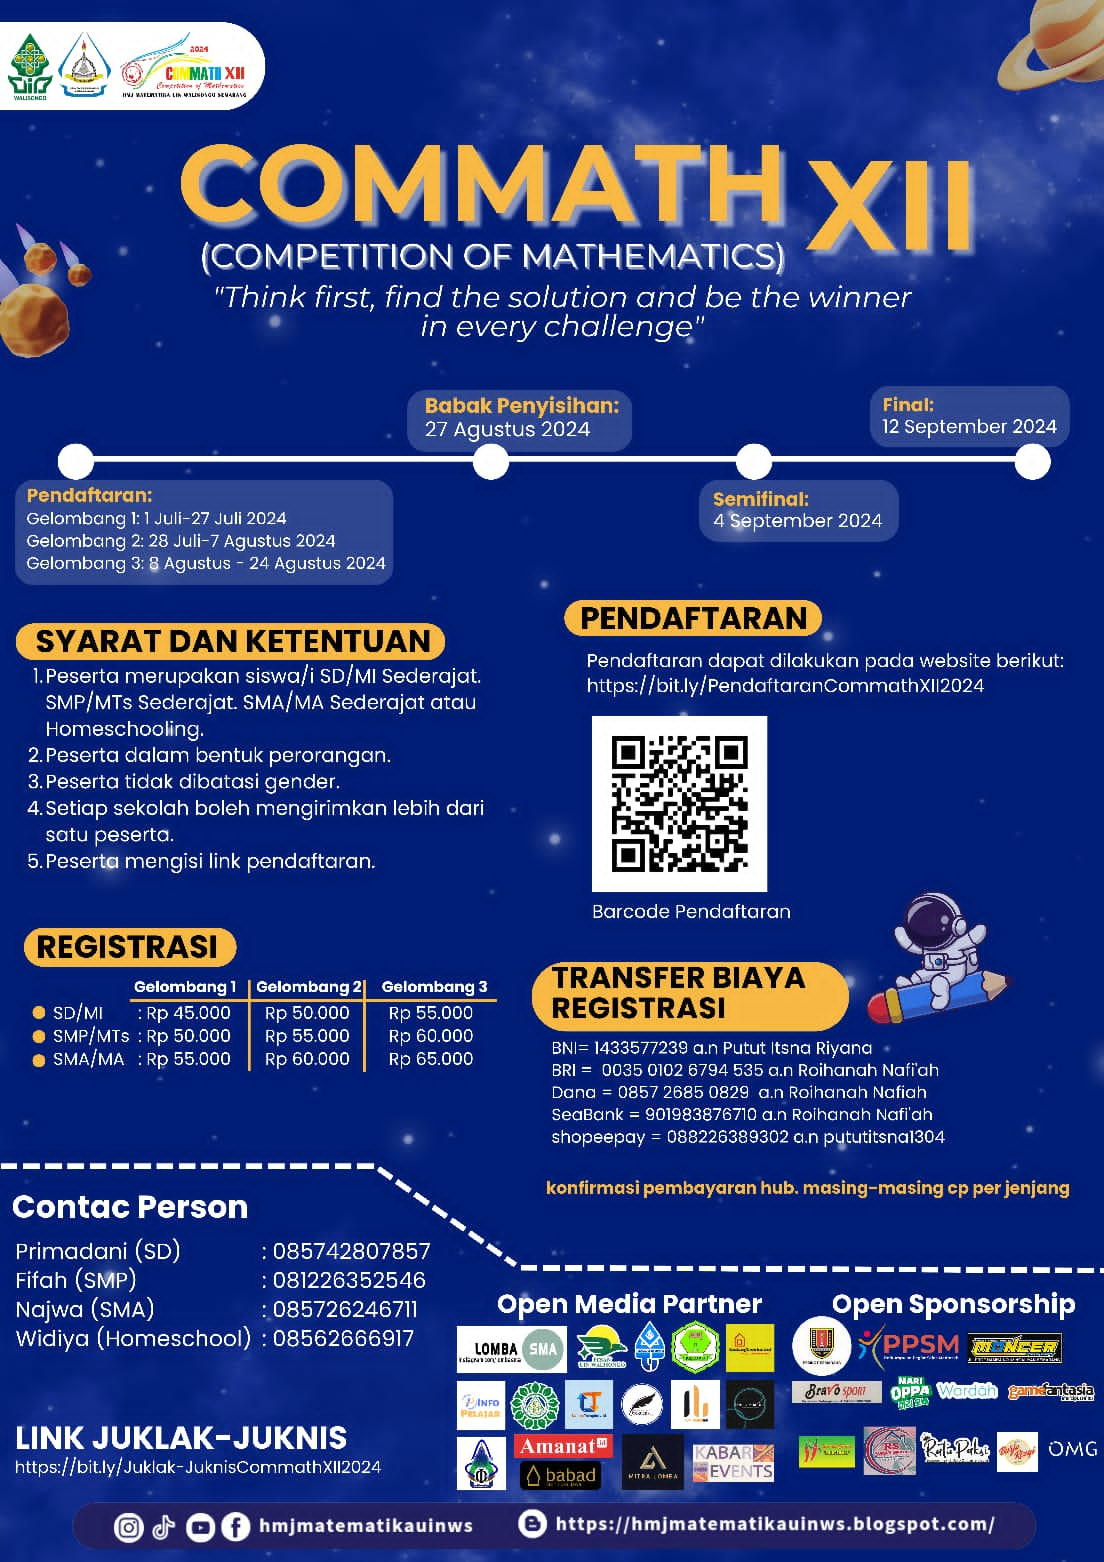 WALISONGO
2024
COMMATH XII
Competition of Mathematics
HMJ MATEMATIKA UIN WALISONGO SEMARANG
COMMATH XII
(COMPETITION OF MATHEMATICS)
"Think first, find the solution and be the winner
in every challenge"
Babak Penyisihan:
27 Agustus 2024
Final:
12 September 2024
Pendaftaran:
Gelombang 1: 1 Juli-27 Juli 2024
Gelombang 2: 28 Juli-7 Agustus 2024
Gelombang 3: 8 Agustus - 24 Agustus 2024
Semifinal:
4 September 2024
SYARAT DAN KETENTUAN
1. Peserta merupakan siswa/i SD/MI Sederajat.
SMP/MTs Sederajat. SMA/MA Sederajat atau
Homeschooling.
2. Peserta dalam bentuk perorangan.
3. Peserta tidak dibatasi gender.
4. Setiap sekolah boleh mengirimkan lebih dari
satu peserta.
5. Peserta mengisi link pendaftaran.
PENDAFTARAN
Pendaftaran dapat dilakukan pada website berikut:
https://bit.ly/PendaftaranCommathXII2024
Barcode Pendaftaran
REGISTRASI
Gelombang 1 Gelombang 2 Gelombang 3
SD/MI : Rp 45.000 Rp 50.000 Rp 55.000
SMP/MTs : Rp 50.000 Rp 55.000 Rp 60.000
SMA/MA : Rp 55.000 Rp 60.000 Rp 65.000
TRANSFER BIAYA
REGISTRASI
BNI= 1433577239 a.n Putut Itsna Riyana
BRI = 0035 0102 6794 535 a.n Roihanah Nafi'ah
Dana = 0857 2685 0829 a.n Roihanah Nafiah
SeaBank = 901983876710 a.n Roihanah Nafi'ah
shopeepay = 088226389302 a.n pututitsna1304
konfirmasi pembayaran hub. masing-masing cp per jenjang
Contac Person
Primadani (SD) : 085742807857
Fifah (SMP) : 081226352546
Najwa (SMA) : 085726246711
Widiya (Homeschool) : 08562666917
LINK JUKLAK-JUKNIS
https://bit.ly/Juklak-JuknisCommathXII2024
Open Media Partner
LOMBA SMA
INFO
PELAJAR
Amanat
babad
MITRA LOMBA
KABAR
EVENTS
Open Sponsorship
PPSM
MONCER
Bravo SPORT
MARI
OPPA
Wardah
gamefantasia
RS
Ratu Paksi
OMG
hmjmatematikauinws
https://hmjmatematikauinws.blogspot.com/